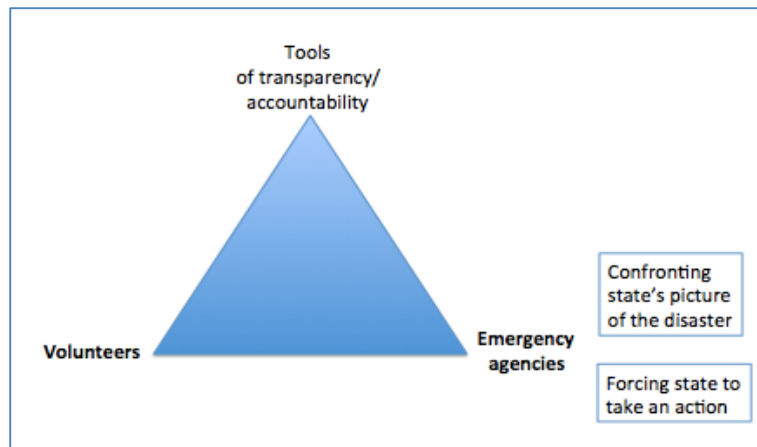 Tools
of transparency/
accountability
Volunteers
Emergency
agencies
Confronting
state's picture
of the disaster
Forcing state to
take an action